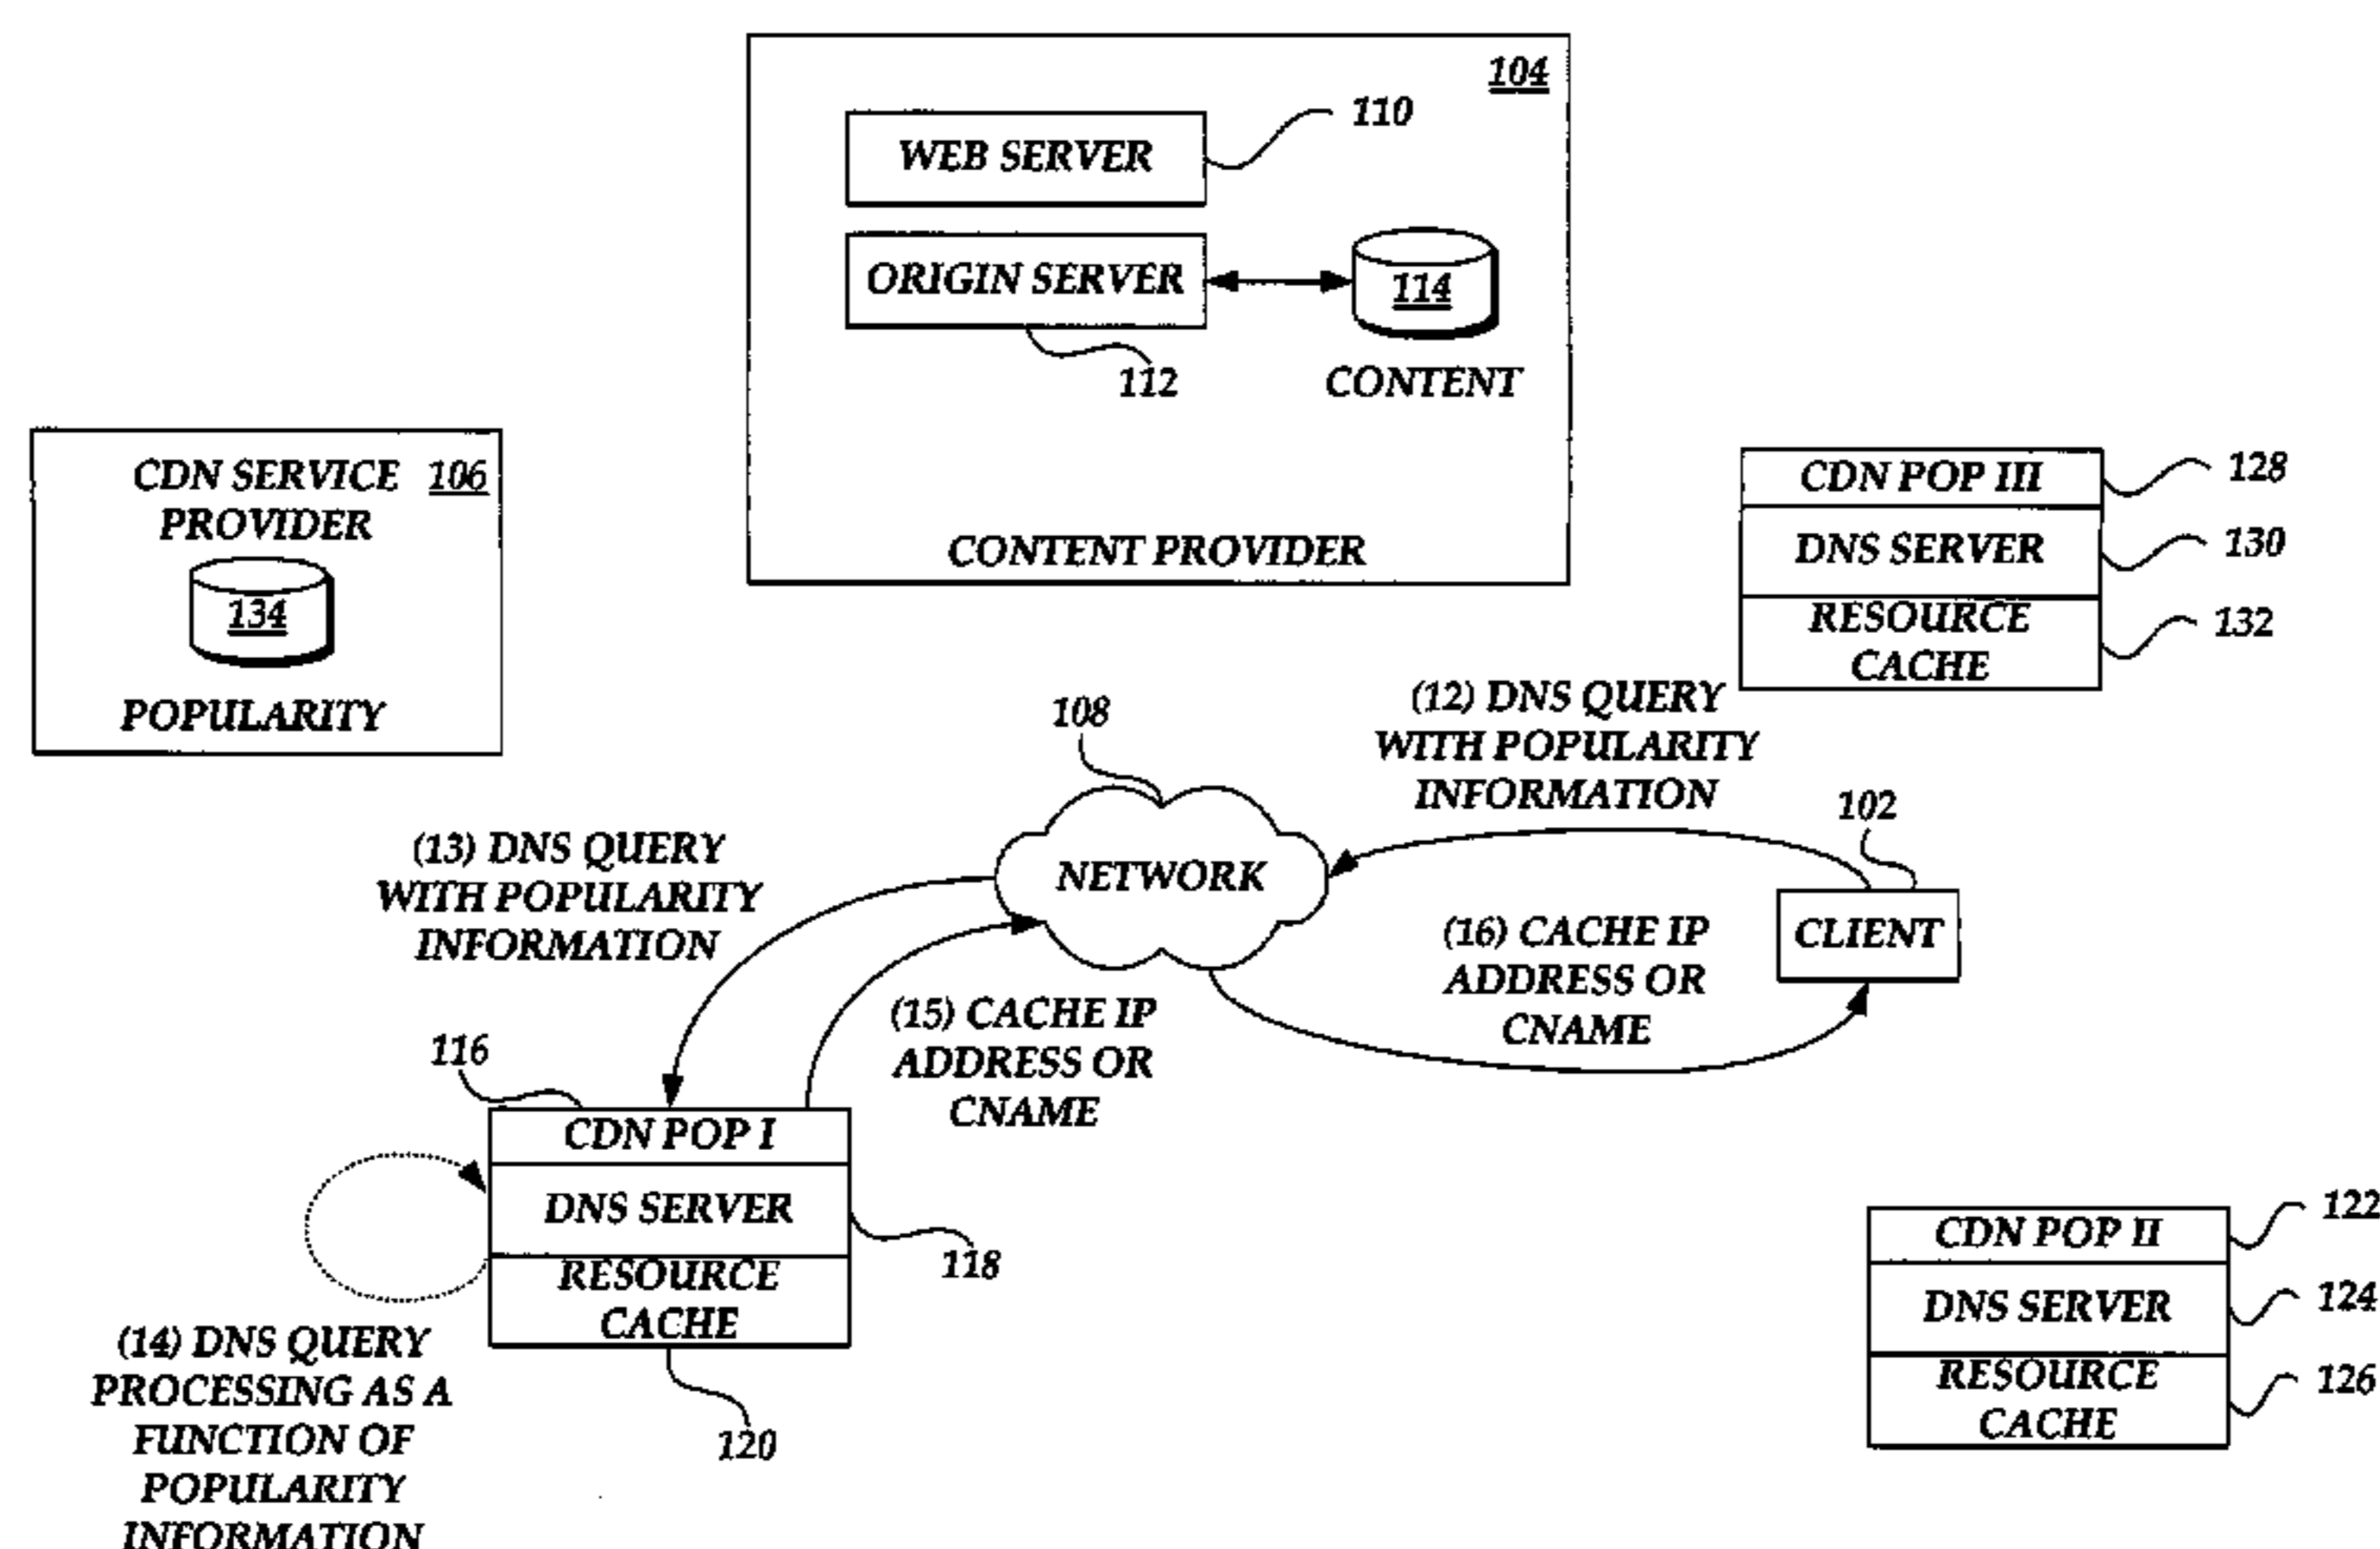 104
110
WEB SERVER
ORIGIN SERVER
114
112
CONTENT
CONTENT PROVIDER
CDN SERVICE 106
PROVIDER
134
POPULARITY
CDN POP III
128
DNS SERVER
130
RESOURCE
CACHE
132
108
(12) DNS QUERY
WITH POPULARITY
INFORMATION
102
NETWORK
CLIENT
(13) DNS QUERY
WITH POPULARITY
INFORMATION
(16) CACHE IP
ADDRESS OR
CNAME
(15) CACHE IP
ADDRESS OR
CNAME
116
CDN POP I
DNS SERVER
118
RESOURCE
CACHE
120
(14) DNS QUERY
PROCESSING AS A
FUNCTION OF
POPULARITY
INFORMATION
122
CDN POP II
DNS SERVER
124
RESOURCE
CACHE
126